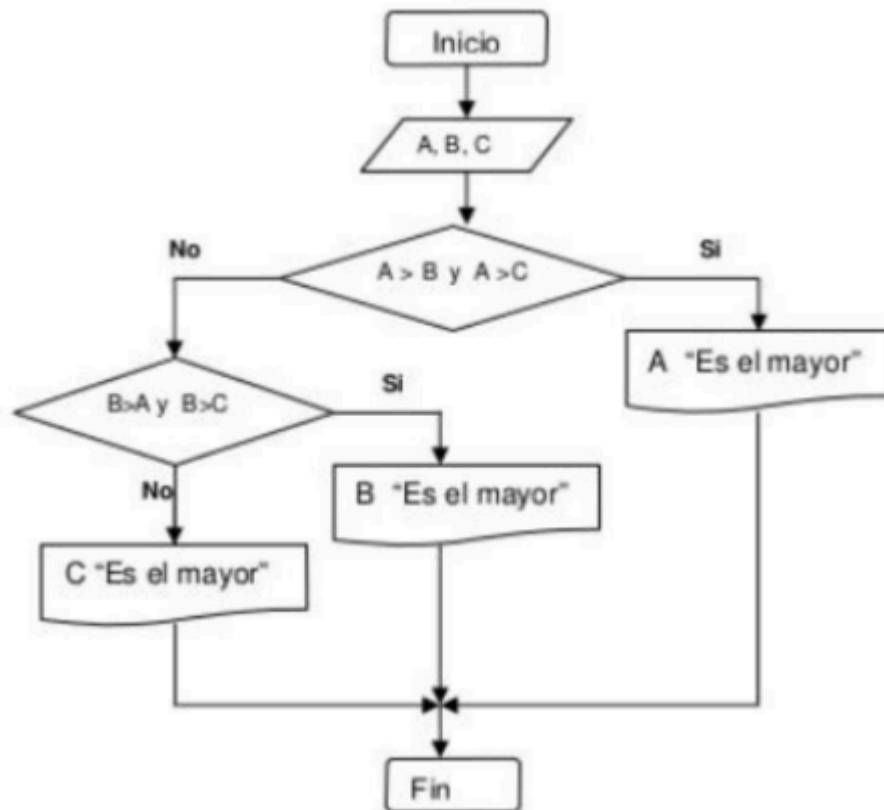 Inicio
A, B, C
No
Si
A > B y A >C
A "Es el mayor"
Si
B>A y B>C
No
B "Es el mayor"
C "Es el mayor"
Fin